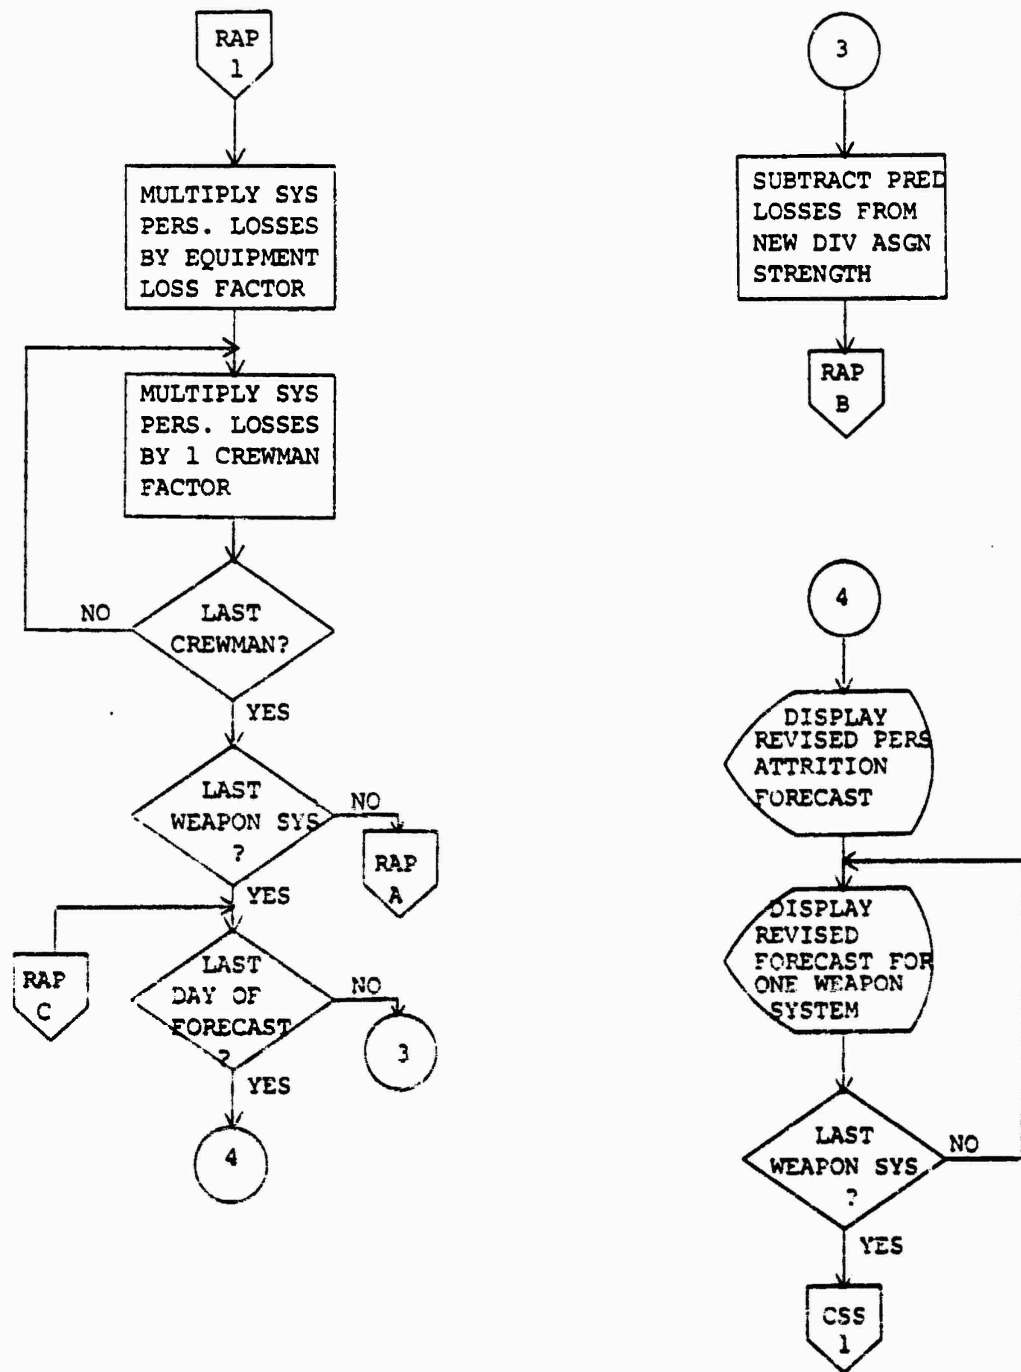 RAP
1
MULTIPLY SYS
PERS. LOSSES
BY EQUIPMENT
LOSS FACTOR
MULTIPLY SYS
PERS. LOSSES
BY 1 CREWMAN
FACTOR
LAST
CREWMAN?
NO
YES
LAST
WEAPON SYS
?
NO
RAP
A
YES
RAP
C
LAST
DAY OF
FORECAST
?
NO
3
YES
4
3
SUBTRACT PRED
LOSSES FROM
NEW DIV ASGN
STRENGTH
RAP
B
4
DISPLAY
REVISED PERS
ATTRITION
FORECAST
DISPLAY
REVISED
FORECAST FOR
ONE WEAPON
SYSTEM
LAST
WEAPON SYS
?
NO
YES
CSS
1